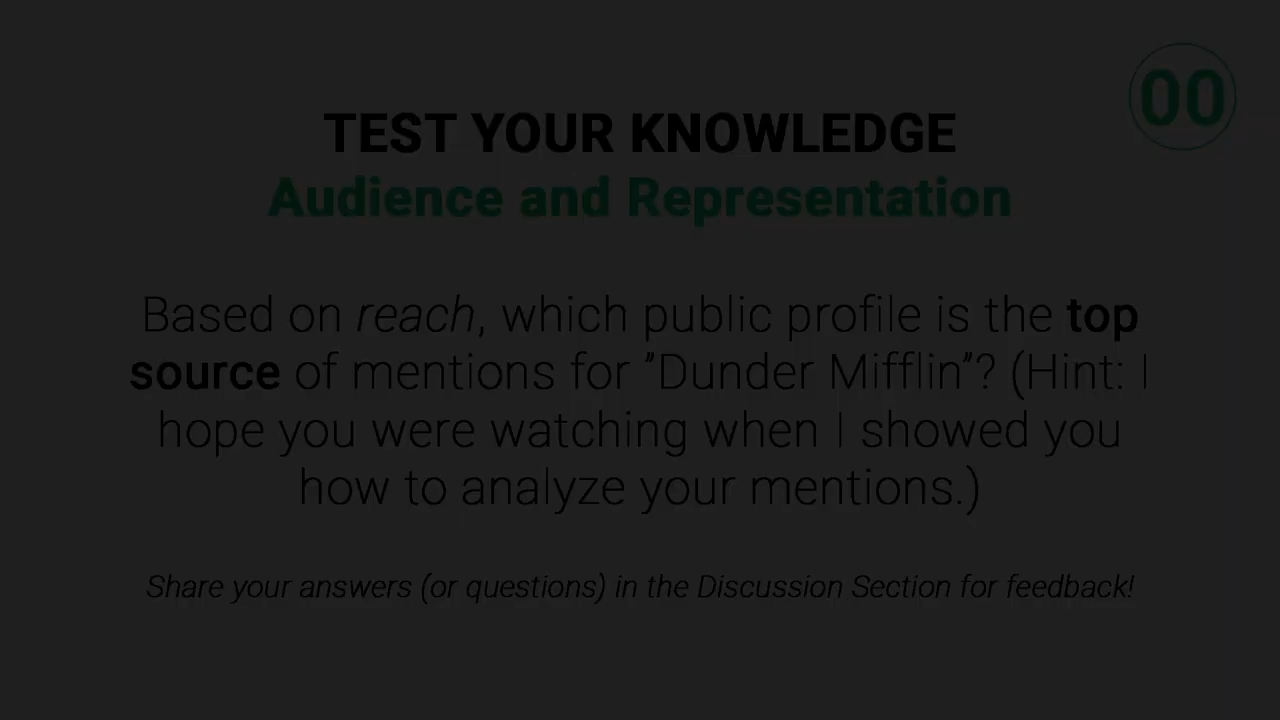 00
TEST YOUR KNOWLEDGE
Audience and Representation
Based on reach, which public profile is the top
source of mentions for "Dunder Mifflin"? (Hint: I
hope you were watching when I showed you
how to analyze your mentions.)
Share your answers (or questions) in the Discussion Section for feedback!